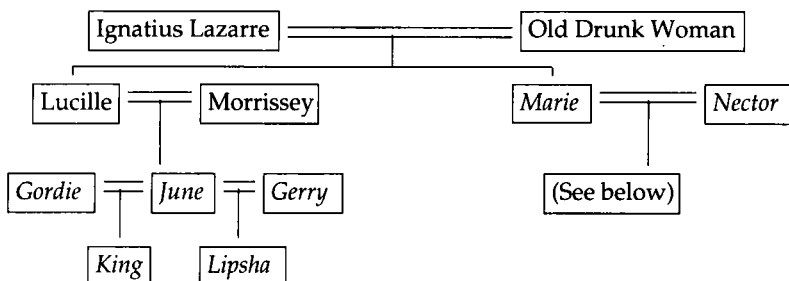 Ignatius Lazarre Old Drunk Woman
Lucille Morrissey Marie Nector
Gordie June Gerry (See below)
King Lipsha